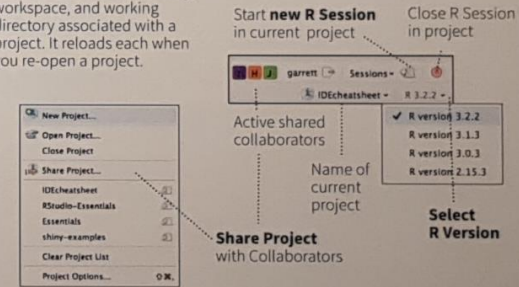 workspace, and working
directory associated with a
project. It reloads each when
you re-open a project.
New Project...
Open Project...
Close Project
Share Project...
IDEcheatsheet
RStudio-Essentials
Essentials
shiny-examples
Clear Project List
Project Options...
Start new R Session
in current project
Close R Session
in project
H J garrett Sessions
IDEcheatsheet R 3.2.2
✓ R version 3.2.2
R version 3.1.3
R version 3.0.3
R version 2.15.3
Active shared
collaborators
Name of
current
project
Select
R Version
Share Project
with Collaborators